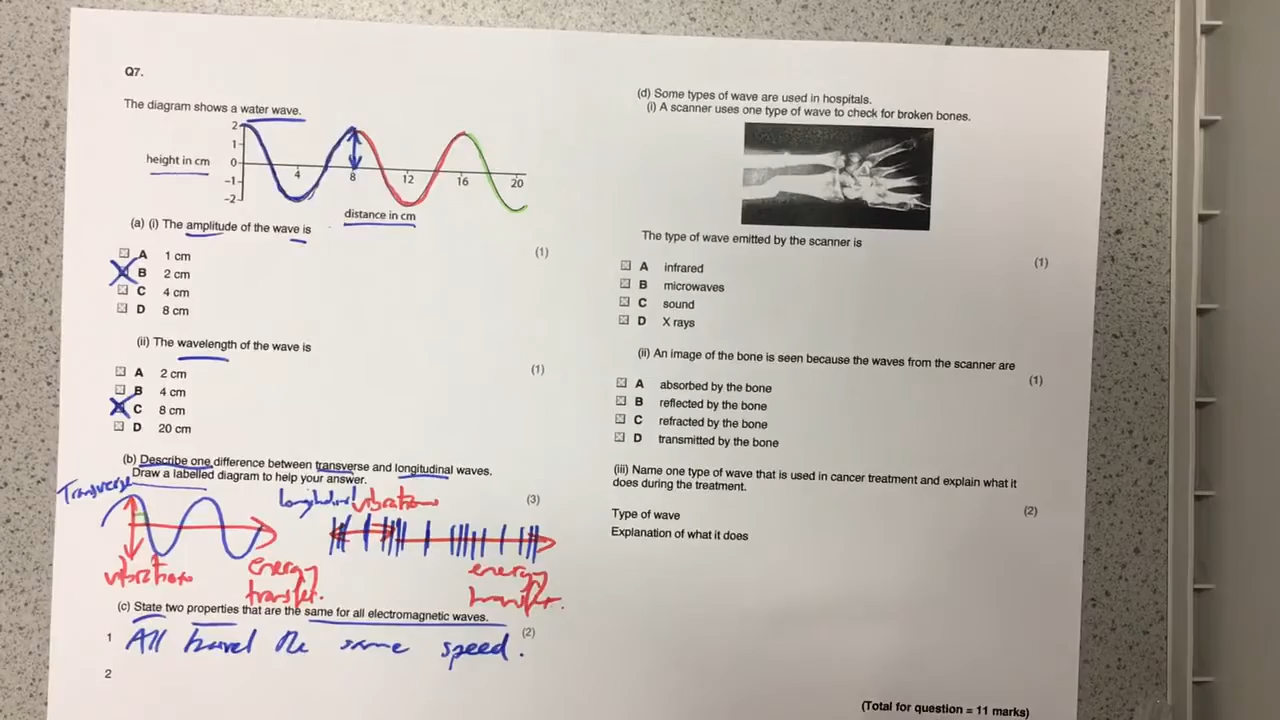 Q7.
The diagram shows a water wave.
2
1
height in cm 0
-1
-2
4 8 12 16 20
distance in cm
(a) (i) The amplitude of the wave is
(1)
A 1 cm
B 2 cm
C 4 cm
D 8 cm
(ii) The wavelength of the wave is
(1)
A 2 cm
B 4 cm
C 8 cm
D 20 cm
(b) Describe one difference between transverse and longitudinal waves.
Draw a labelled diagram to help your answer.
(3)
Transverse
longitudinal vibrations
vibrations
energy
transfer.
energy
transfer.
(c) State two properties that are the same for all electromagnetic waves.
(2)
1 All travel the same speed.
2
(d) Some types of wave are used in hospitals.
(i) A scanner uses one type of wave to check for broken bones.
The type of wave emitted by the scanner is
(1)
A infrared
B microwaves
C sound
D X rays
(ii) An image of the bone is seen because the waves from the scanner are
(1)
A absorbed by the bone
B reflected by the bone
C refracted by the bone
D transmitted by the bone
(iii) Name one type of wave that is used in cancer treatment and explain what it
does during the treatment.
(2)
Type of wave
Explanation of what it does
(Total for question = 11 marks)